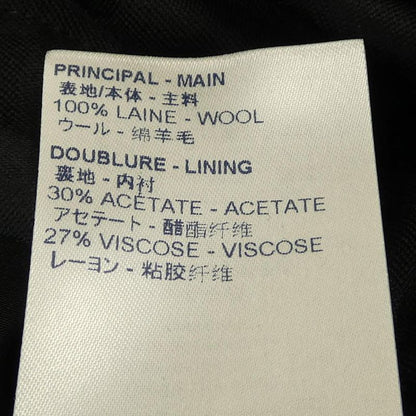 PRINCIPAL - MAIN
表地/本体 - 主料
100% LAINE - WOOL
ウール - 绵羊毛
DOUBLURE - LINING
裏地 - 内衬
30% ACETATE - ACETATE
アセテート - 醋酯纤维
27% VISCOSE - VISCOSE
レーヨン - 粘胶纤维